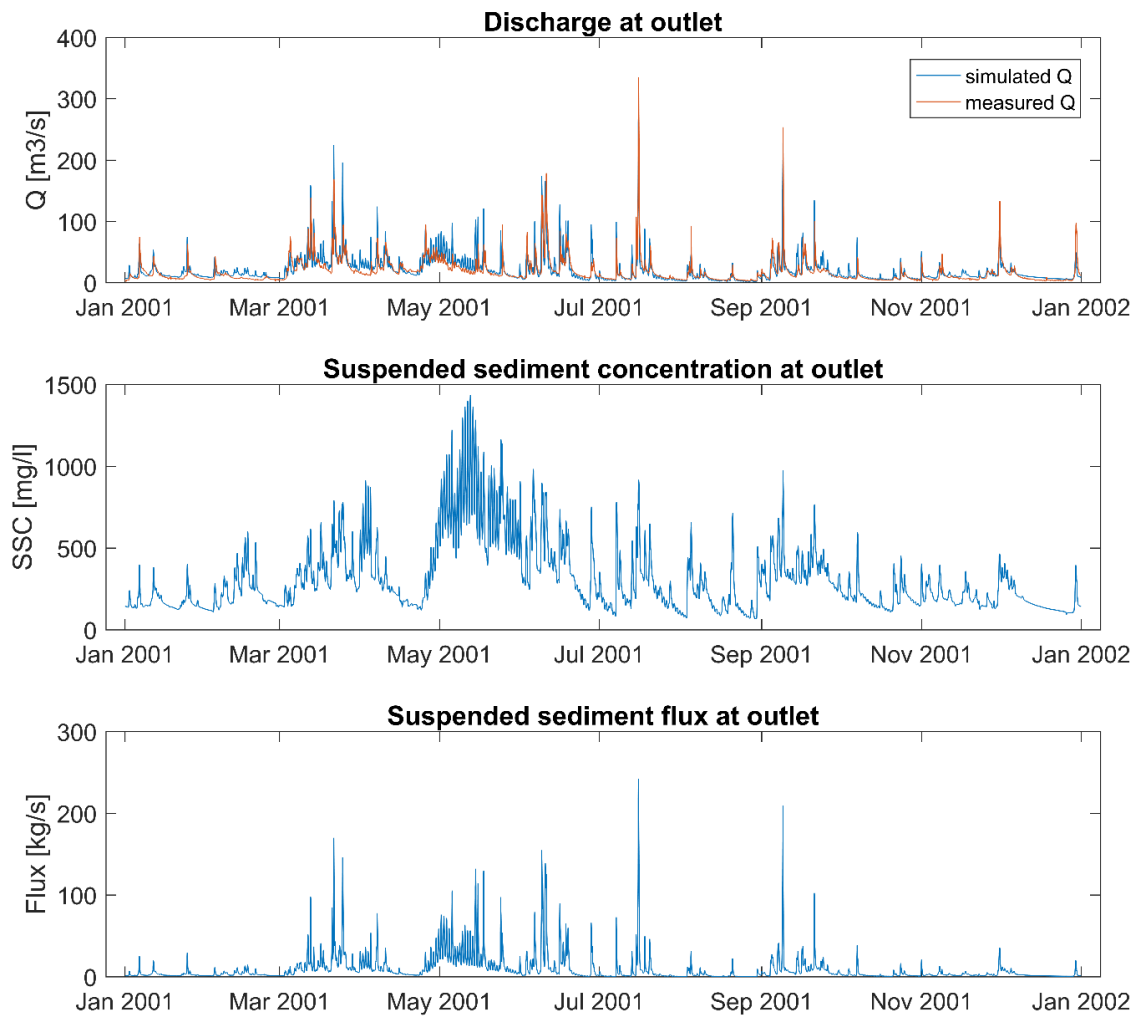 Discharge at outlet
400
300
200
100
0
Q [m3/s]
simulated Q
measured Q
Jan 2001 Mar 2001 May 2001 Jul 2001 Sep 2001 Nov 2001 Jan 2002
Suspended sediment concentration at outlet
1500
1000
500
0
SSC [mg/l]
Jan 2001 Mar 2001 May 2001 Jul 2001 Sep 2001 Nov 2001 Jan 2002
Suspended sediment flux at outlet
300
200
100
0
Flux [kg/s]
Jan 2001 Mar 2001 May 2001 Jul 2001 Sep 2001 Nov 2001 Jan 2002